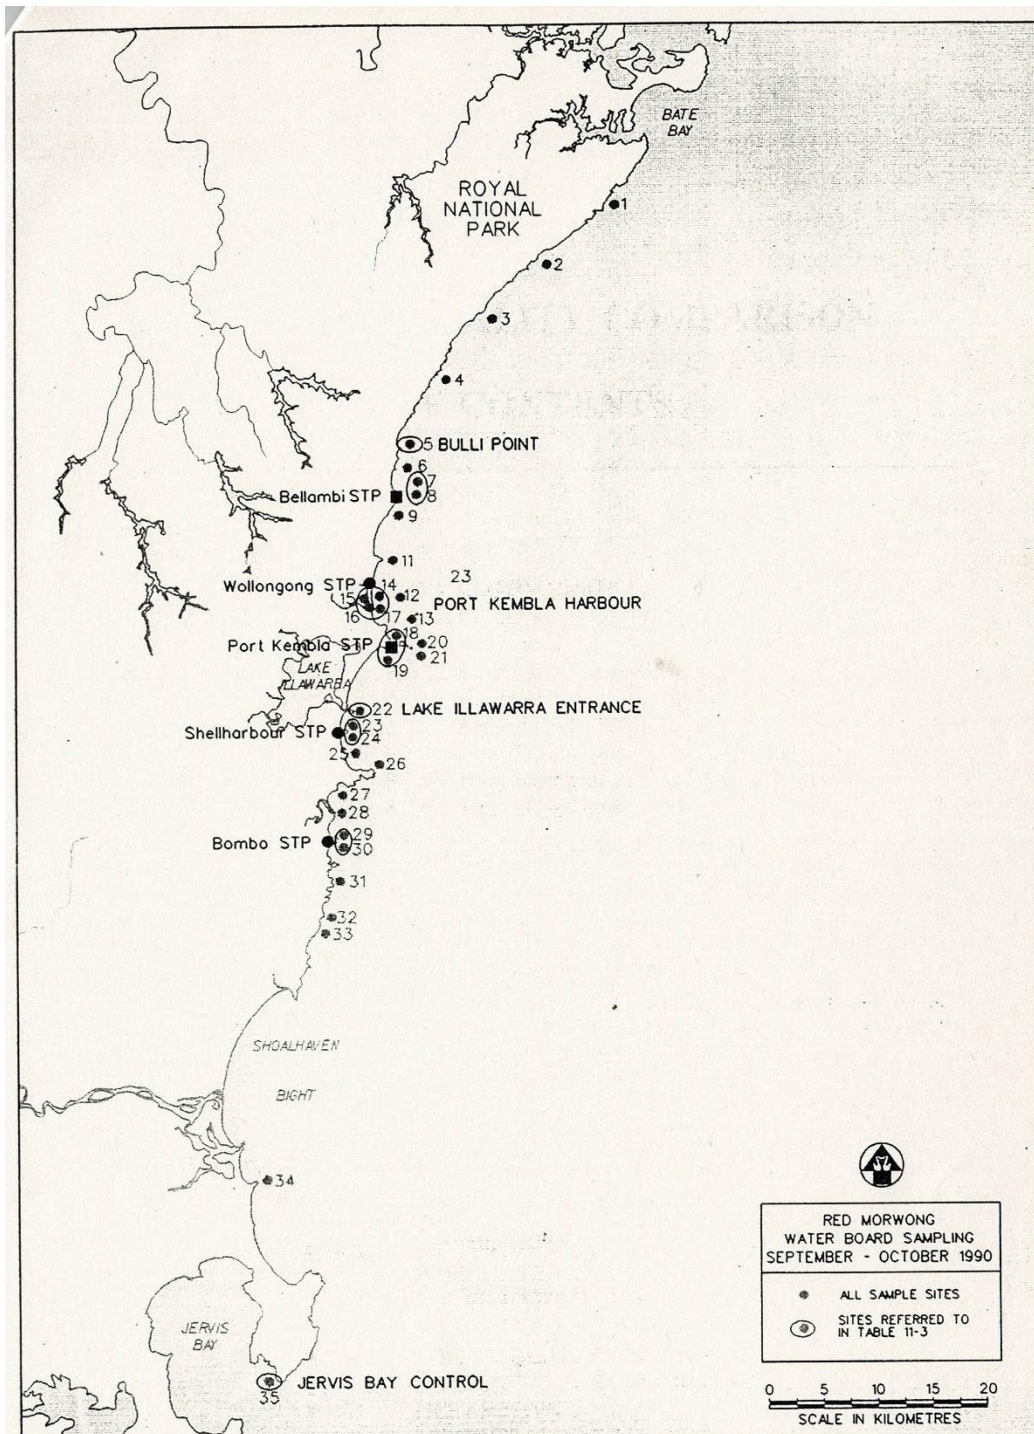 BATE
BAY
ROYAL
NATIONAL
PARK
1
2
3
4
5 BULLI POINT
6
7
Bellambi STP
8
9
11
23
Wollongong STP
14
15
12
PORT KEMBLA HARBOUR
16
17
13
18
Port Kembla STP
20
21
LAKE
ILLAWARRA
19
22 LAKE ILLAWARRA ENTRANCE
23
Shellharbour STP
24
25
26
27
28
29
Bombo STP
30
31
32
33
SHOALHAVEN
BIGHT
34
RED MORWONG
WATER BOARD SAMPLING
SEPTEMBER - OCTOBER 1990
ALL SAMPLE SITES
SITES REFERRED TO
IN TABLE 11-3
JERVIS
BAY
JERVIS BAY CONTROL
35
0 5 10 15 20
SCALE IN KILOMETRES